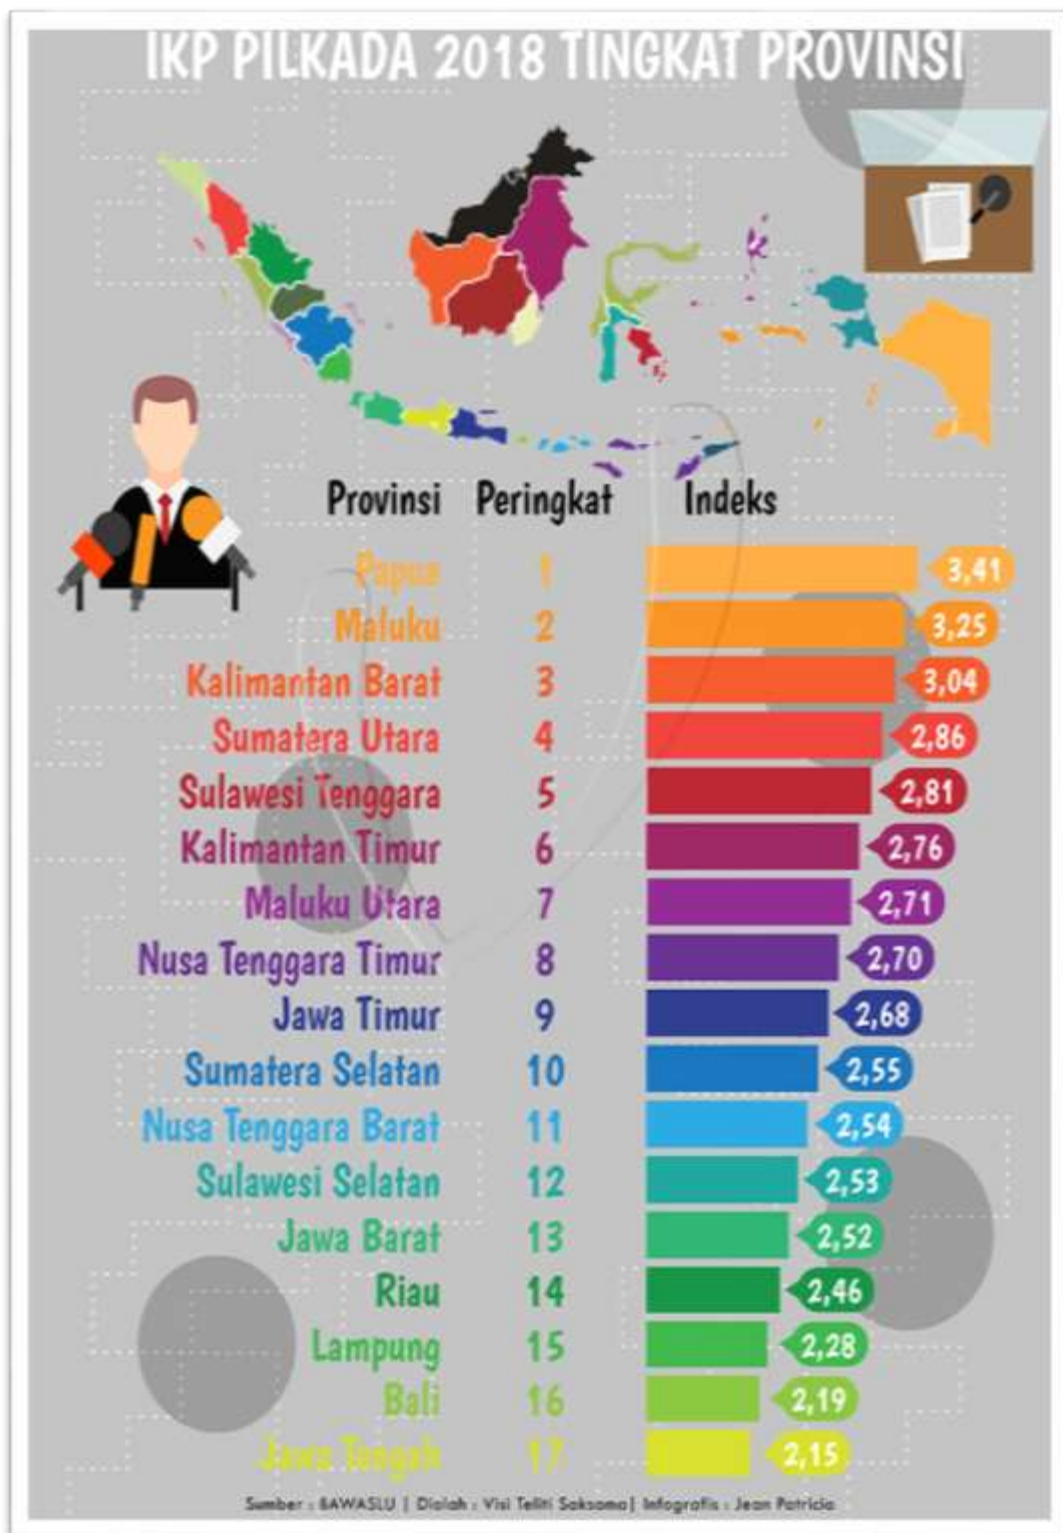 IKP PILKADA 2018 TINGKAT PROVINSI
Provinsi Peringkat Indeks
Papua 1 3,41
Maluku 2 3,25
Kalimantan Barat 3 3,04
Sumatera Utara 4 2,86
Sulawesi Tenggara 5 2,81
Kalimantan Timur 6 2,76
Maluku Utara 7 2,71
Nusa Tenggara Timur 8 2,70
Jawa Timur 9 2,68
Sumatera Selatan 10 2,55
Nusa Tenggara Barat 11 2,54
Sulawesi Selatan 12 2,53
Jawa Barat 13 2,52
Riau 14 2,46
Lampung 15 2,28
Bali 16 2,19
Jawa Tengah 17 2,15
Sumber : BAWASLU | Diolah : Visi Teliti Saksama | Infografis : Jean Patricia